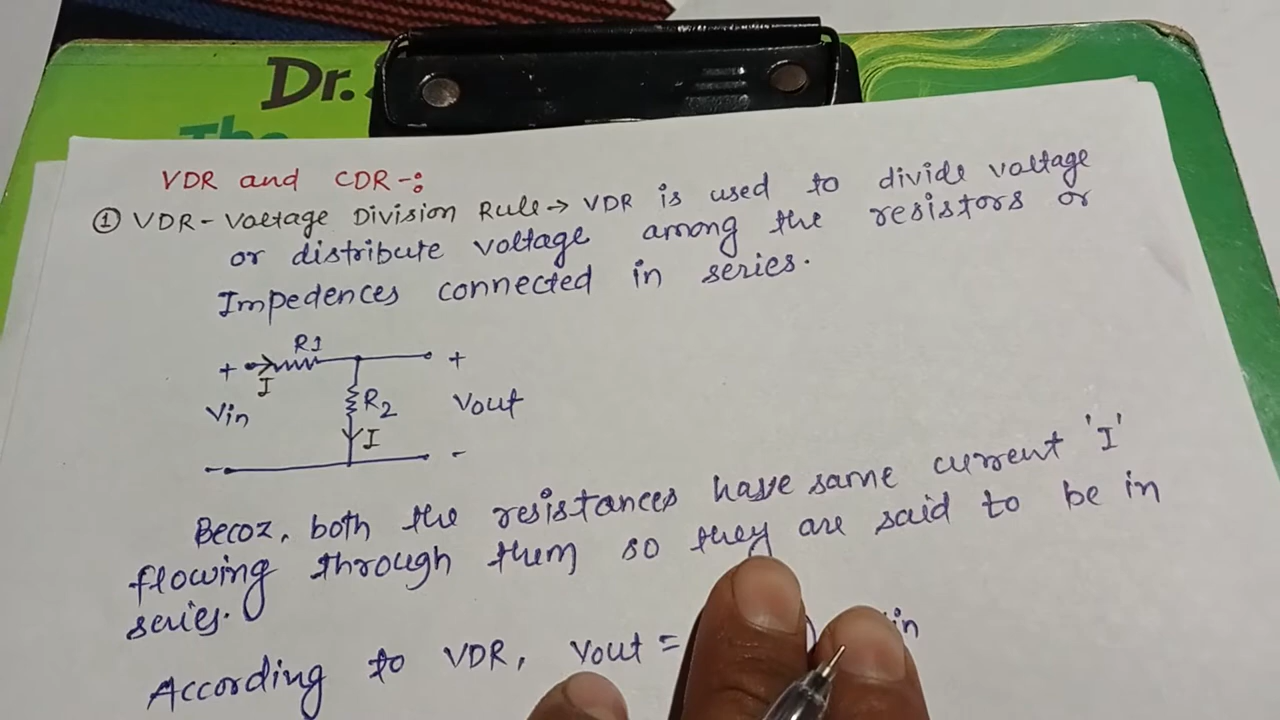 Dr.
The
VDR and CDR-:
① VDR - Voltage Division Rule → VDR is used to divide voltage
or distribute voltage among the resistors or
Impedences connected in series.
R1
+ +
I
Vin R2 Vout
I
- -
Becoz, both the resistances have same current 'I'
flowing through them so they are said to be in
series.
According to VDR, Vout = in